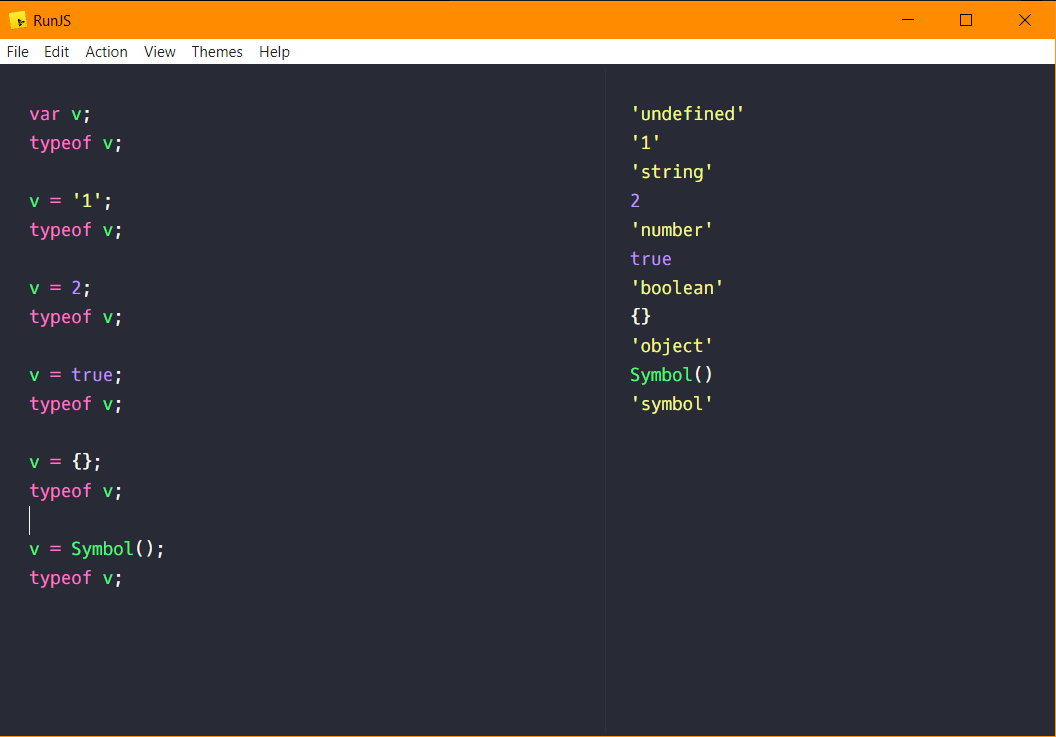 RunJS
File Edit Action View Themes Help
var v;
typeof v;
v = '1';
typeof v;
v = 2;
typeof v;
v = true;
typeof v;
v = {};
typeof v;
v = Symbol();
typeof v;
'undefined'
'1'
'string'
2
'number'
true
'boolean'
{}
'object'
Symbol()
'symbol'